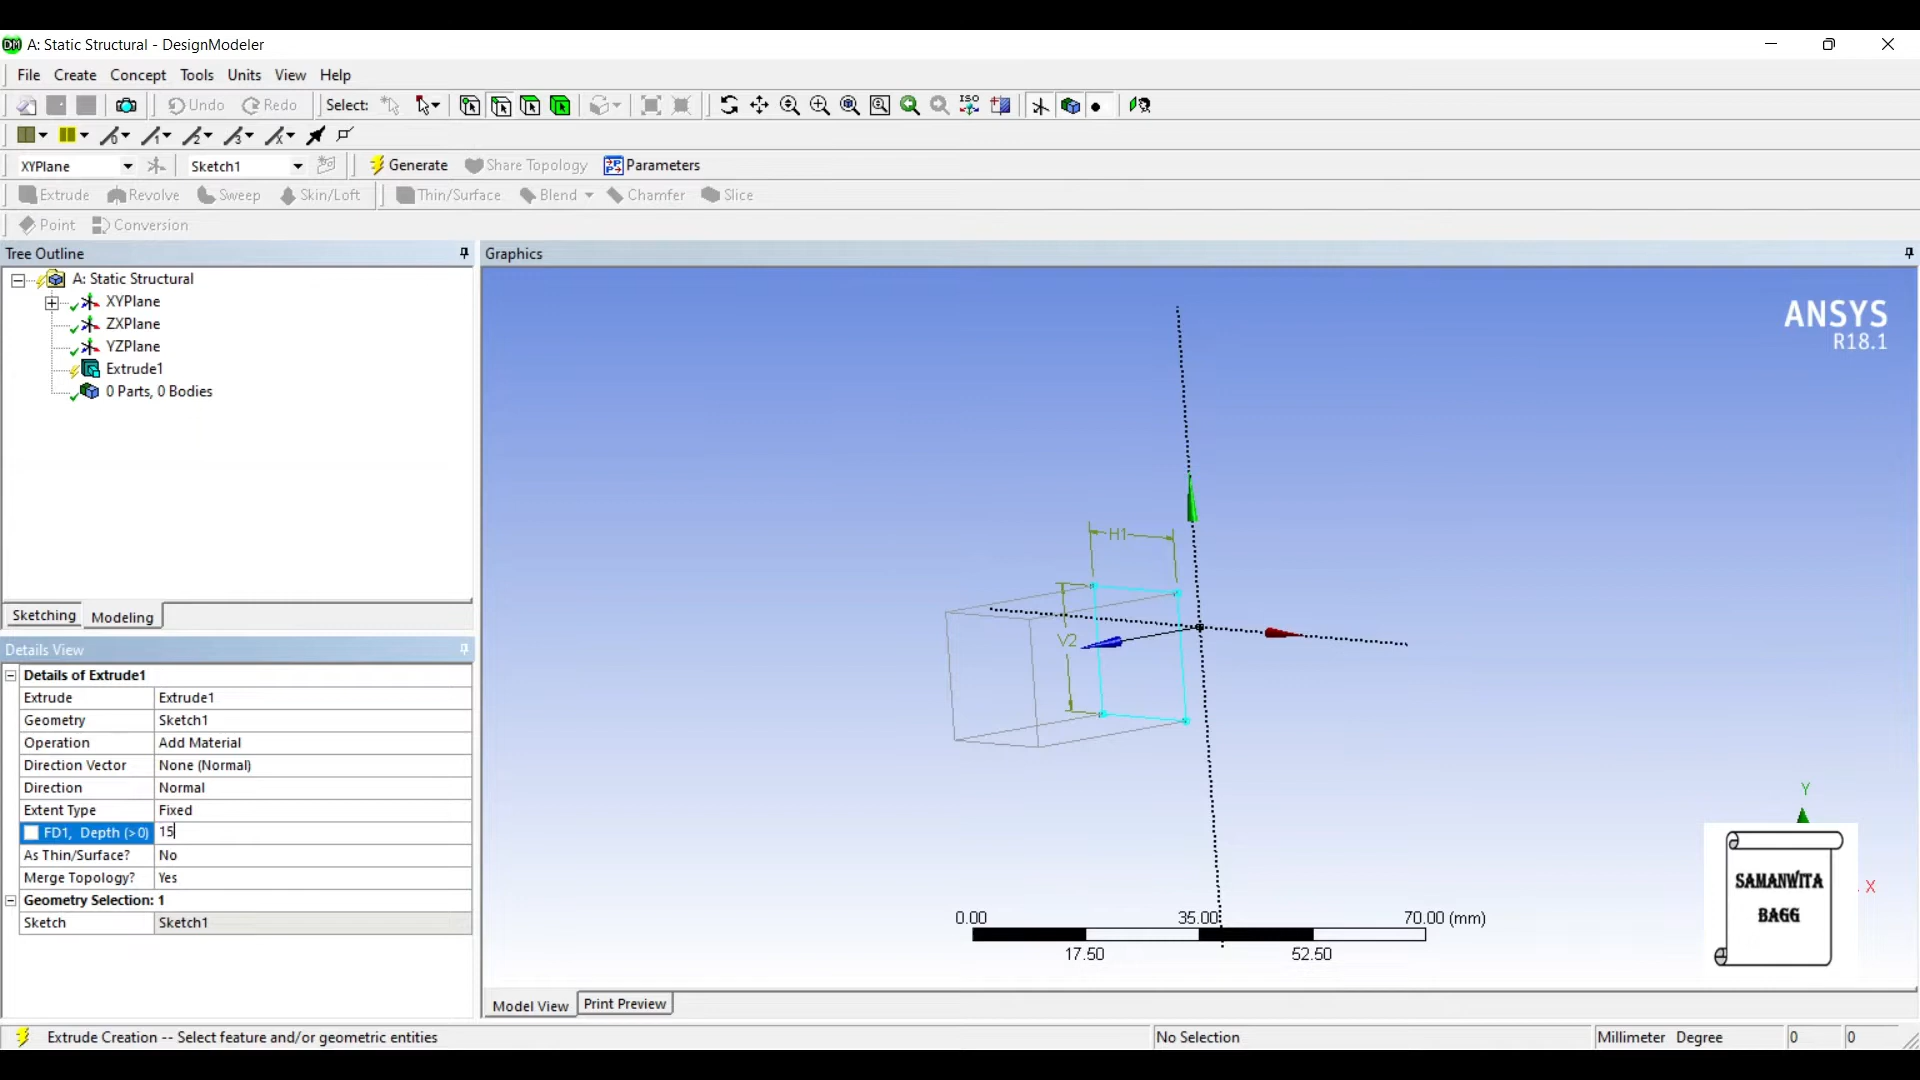 DM A: Static Structural - DesignModeler
File Create Concept Tools Units View Help
Undo Redo Select: ISO
XYPlane Sketch1 Generate Share Topology Parameters
Extrude Revolve Sweep Skin/Loft Thin/Surface Blend Chamfer Slice
Point Conversion
Tree Outline
Graphics
A: Static Structural
XYPlane
ZXPlane
YZPlane
Extrude1
0 Parts, 0 Bodies
Sketching Modeling
Details View
Details of Extrude1
Extrude Extrude1
Geometry Sketch1
Operation Add Material
Direction Vector None (Normal)
Direction Normal
Extent Type Fixed
FD1, Depth (>0) 15
As Thin/Surface? No
Merge Topology? Yes
Geometry Selection: 1
Sketch Sketch1
ANSYS
R18.1
H1
V2
0.00 35.00 70.00 (mm)
17.50 52.50
Y
X
SAMANWITA
BAGG
Model View Print Preview
Extrude Creation -- Select feature and/or geometric entities No Selection Millimeter Degree 0 0